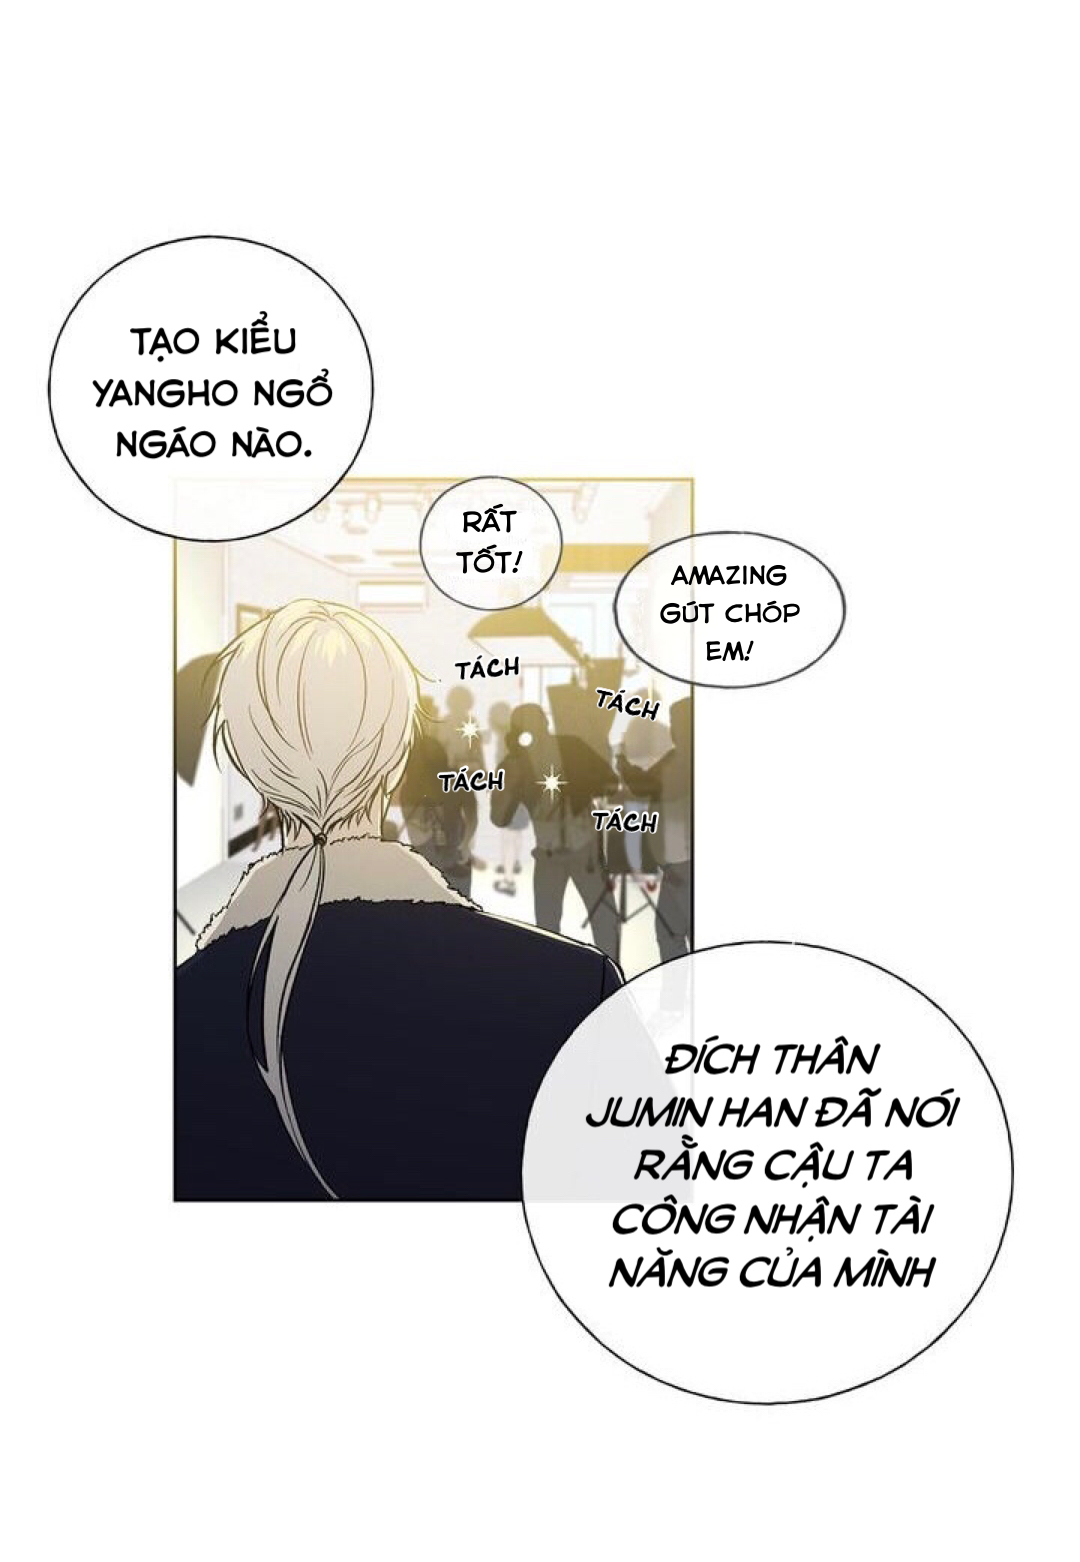 TẠO KIỂU
YANGHO NGỔ
NGÁO NÀO.
RẤT
TỐT!
AMAZING
GÚT CHÓP
EM!
TÁCH
TÁCH
TÁCH
TÁCH
ĐÍCH THÂN
JUMIN HAN ĐÃ NÓI
RẰNG CẬU TA
CÔNG NHẬN TÀI
NĂNG CỦA MÌNH